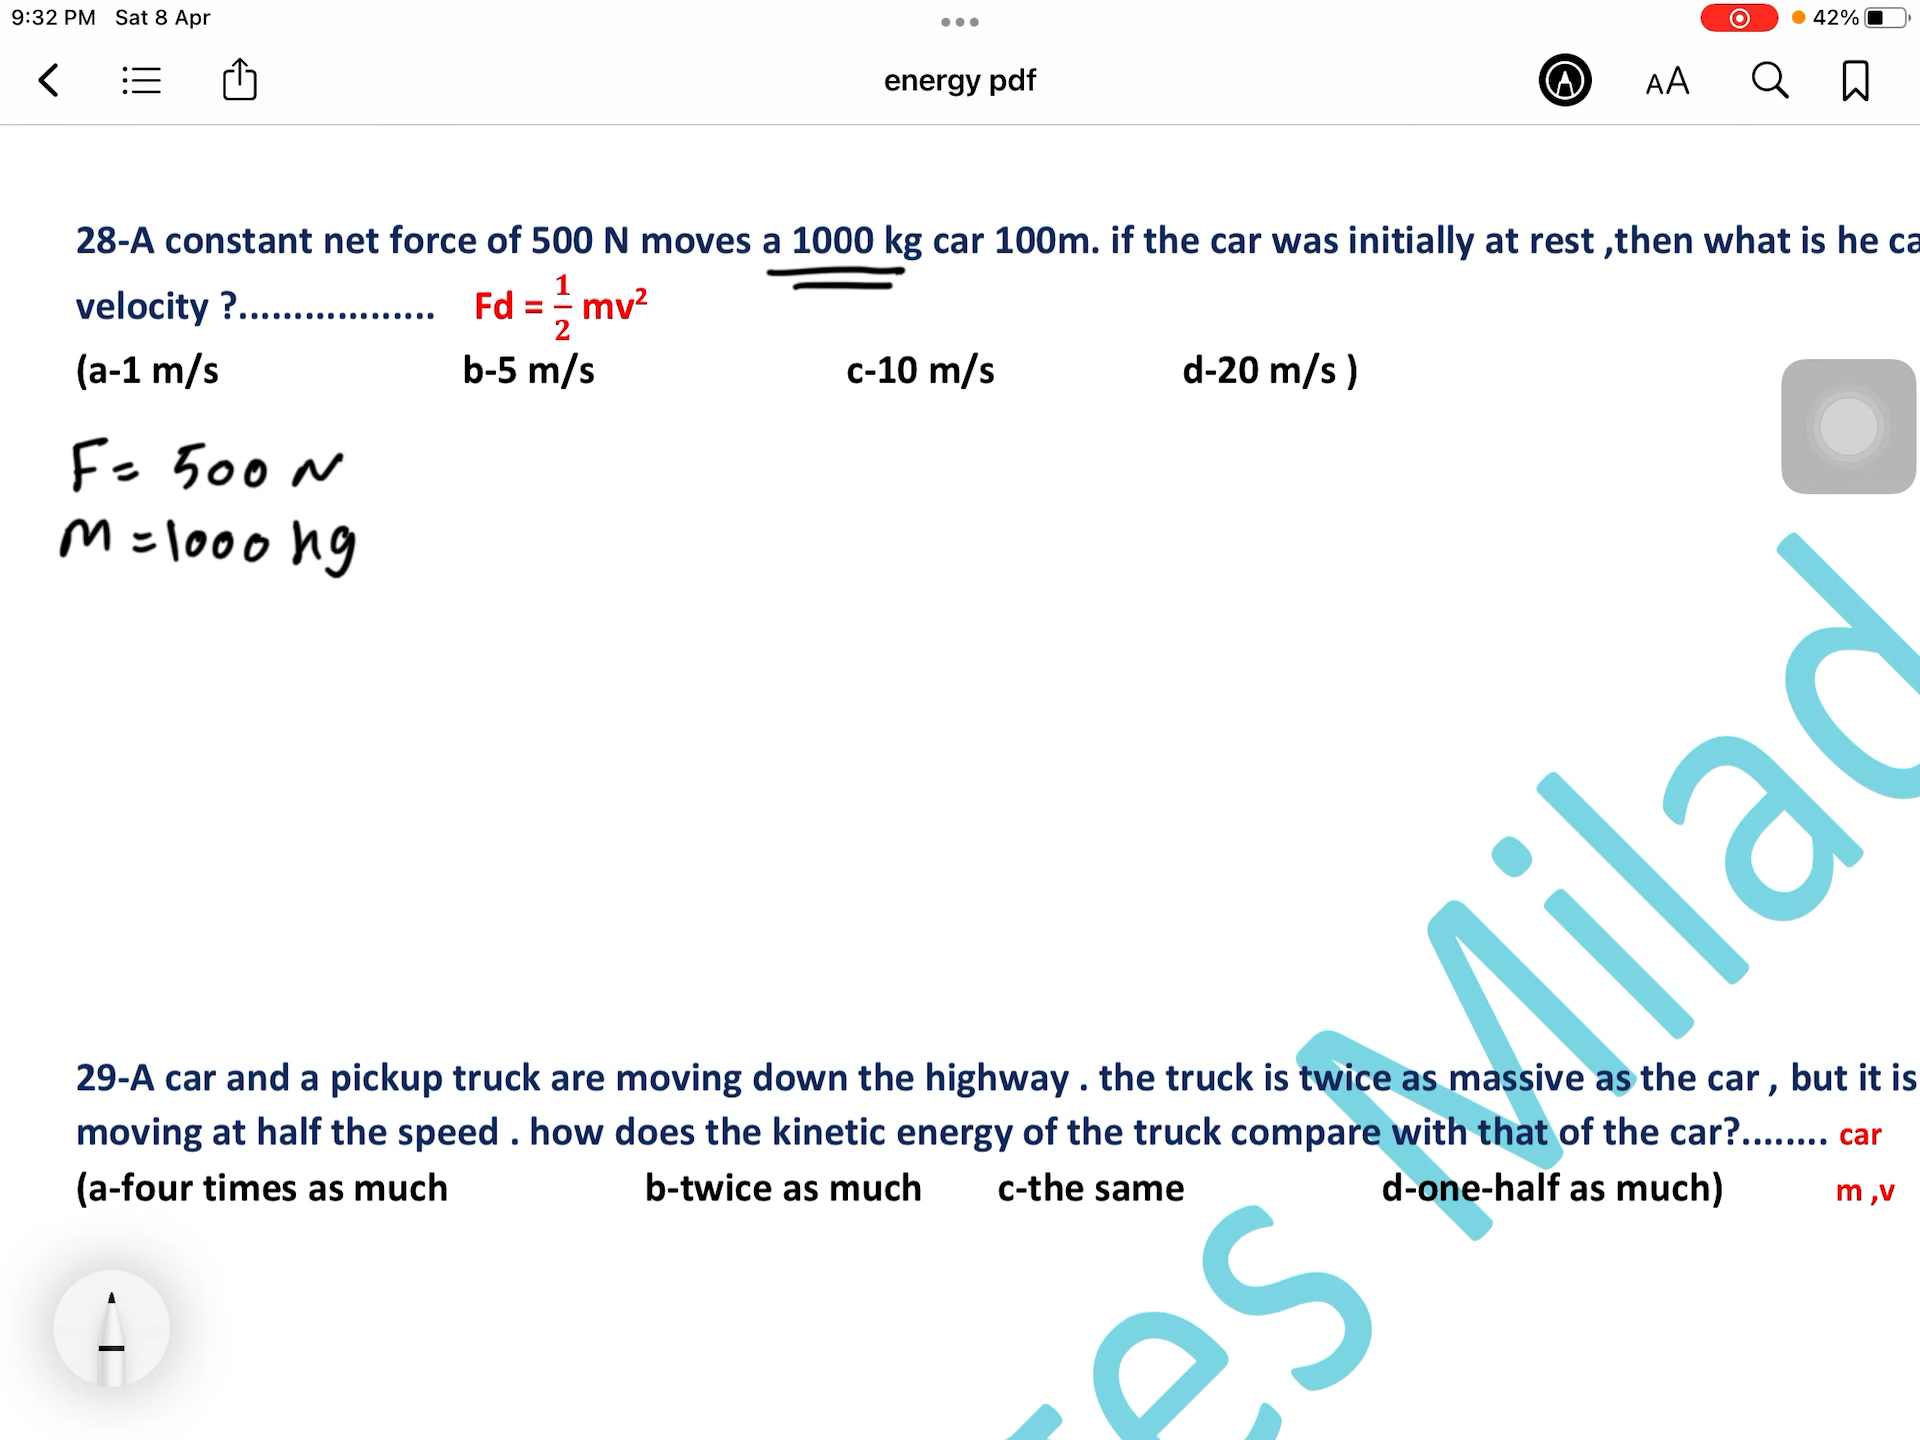 9:32 PM Sat 8 Apr
42%
energy pdf
AA
28-A constant net force of 500 N moves a 1000 kg car 100m. if the car was initially at rest ,then what is he ca
velocity ?.................. Fd = 1/2 mv²
(a-1 m/s b-5 m/s c-10 m/s d-20 m/s )
F= 500 N
M =1000 kg
29-A car and a pickup truck are moving down the highway . the truck is twice as massive as the car , but it is
moving at half the speed . how does the kinetic energy of the truck compare with that of the car?........ car
(a-four times as much b-twice as much c-the same d-one-half as much) m ,v
es Milad